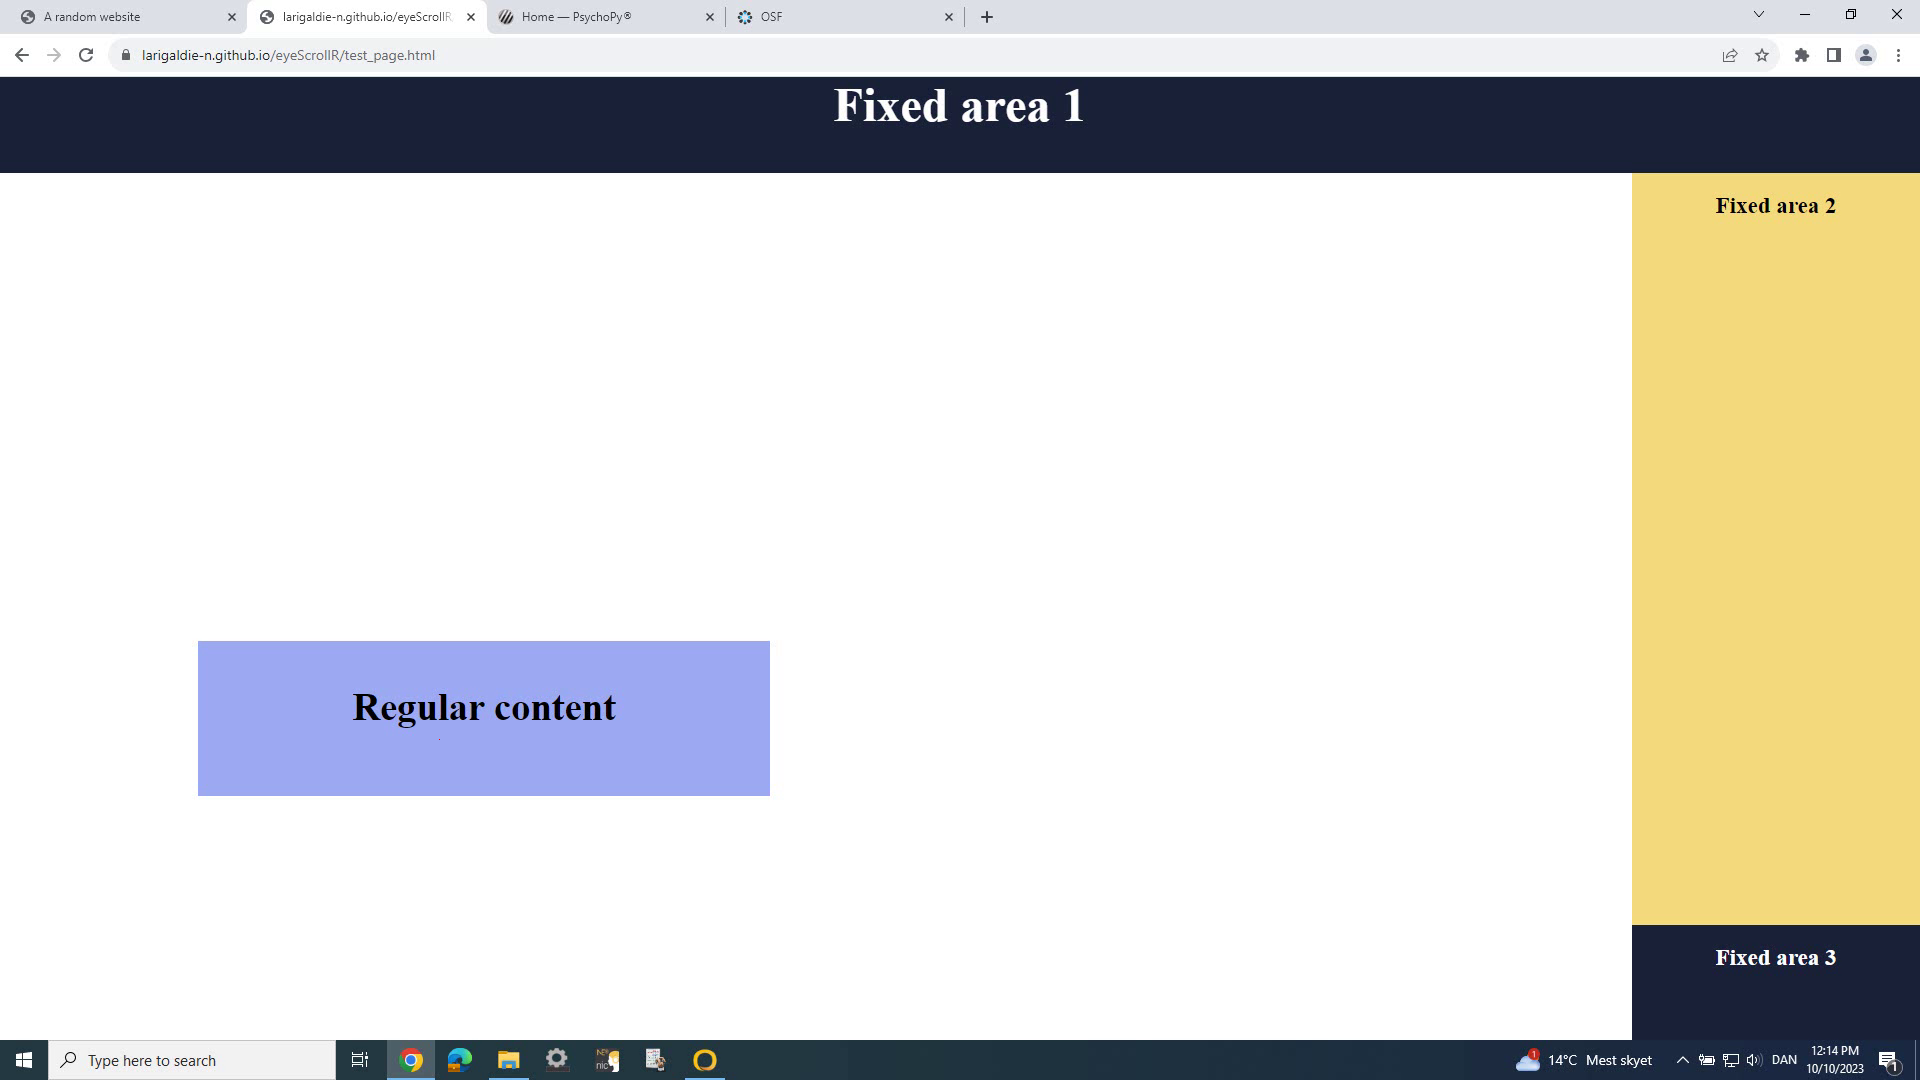 A random website
larigaldie-n.github.io/eyeScrollR
Home — PsychoPy®
OSF
larigaldie-n.github.io/eyeScrollR/test_page.html
Fixed area 1
Fixed area 2
Regular content
Fixed area 3
Type here to search
1
14°C Mest skyet
DAN
12:14 PM
10/10/2023
1